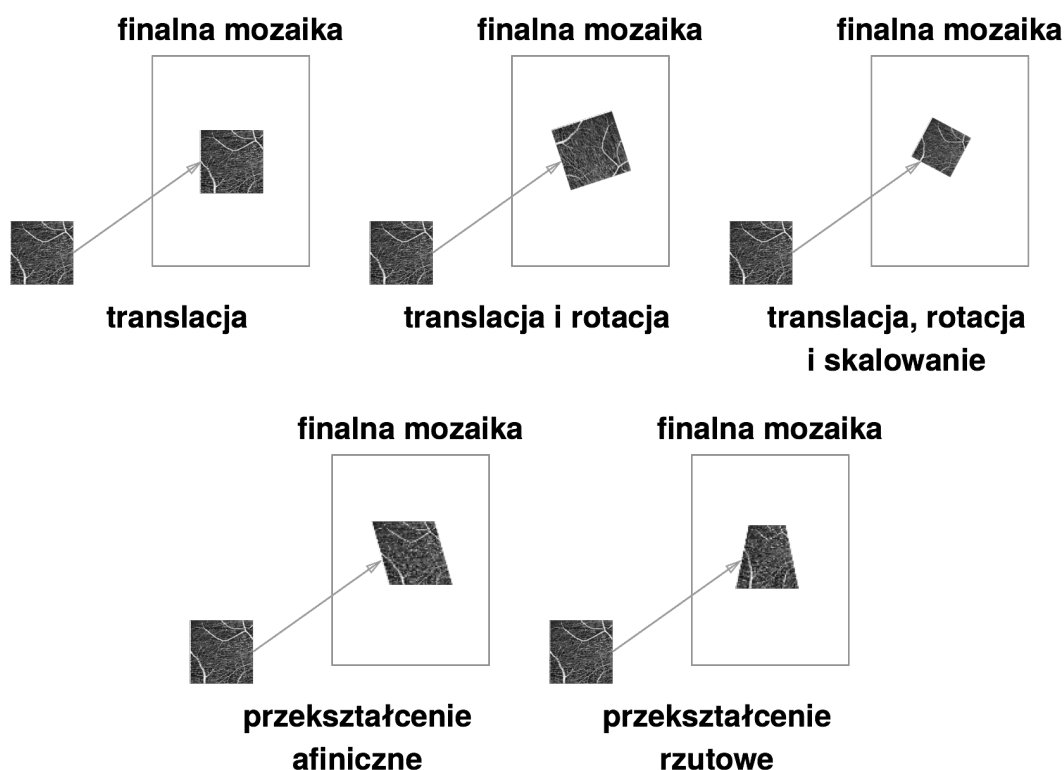 finalna mozaika
finalna mozaika
finalna mozaika
translacja
translacja i rotacja
translacja, rotacja
i skalowanie
finalna mozaika
finalna mozaika
przekształcenie
afiniczne
przekształcenie
rzutowe